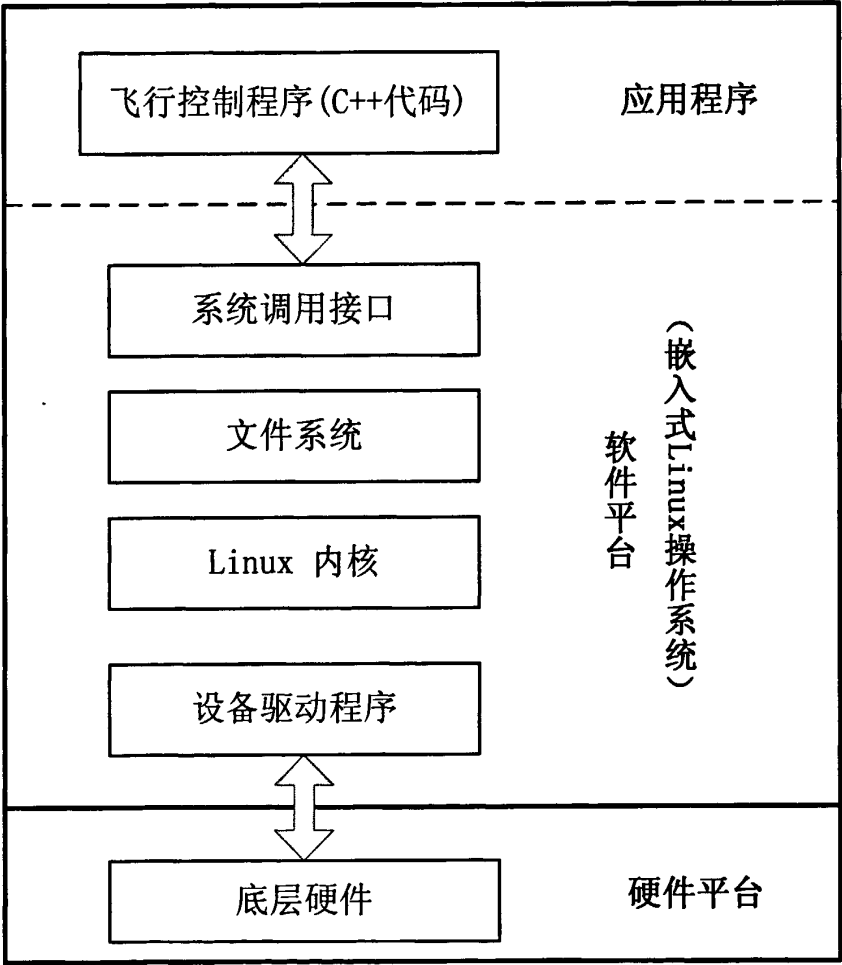 飞行控制程序(C++代码)
应用程序
系统调用接口
文件系统
Linux 内核
设备驱动程序
软件平台
(嵌入式Linux操作系统)
底层硬件
硬件平台